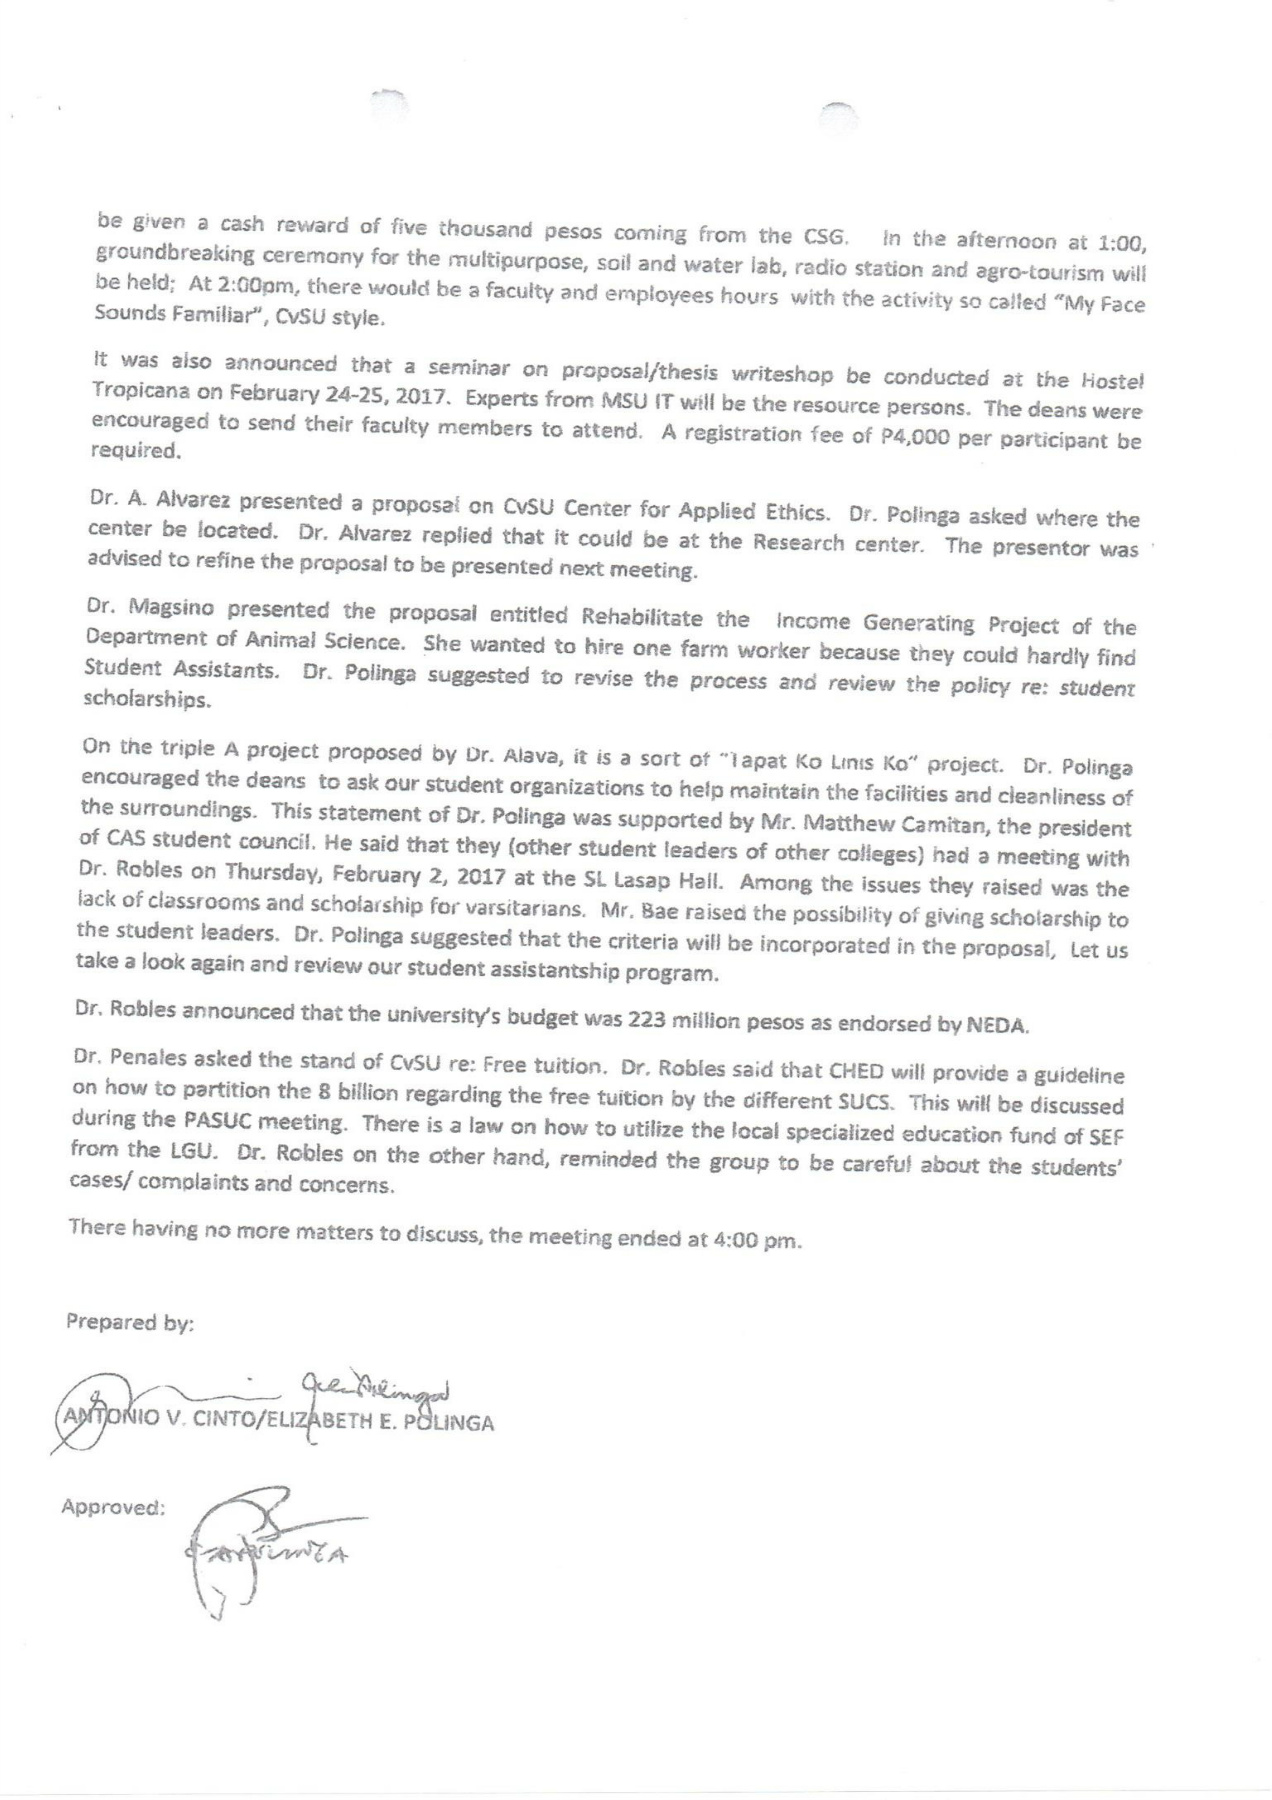 be given a cash reward of five thousand pesos coming from the CSG. In the afternoon at 1:00,
groundbreaking ceremony for the multipurpose, soil and water lab, radio station and agro-tourism will
be held; At 2:00pm, there would be a faculty and employees hours with the activity so called “My Face
Sounds Familiar”, CvSU style.
It was also announced that a seminar on proposal/thesis writeshop be conducted at the Hostel
Tropicana on February 24-25, 2017. Experts from MSU IT will be the resource persons. The deans were
encouraged to send their faculty members to attend. A registration fee of P4,000 per participant be
required.
Dr. A. Alvarez presented a proposal on CvSU Center for Applied Ethics. Dr. Polinga asked where the
center be located. Dr. Alvarez replied that it could be at the Research center. The presentor was
advised to refine the proposal to be presented next meeting.
Dr. Magsino presented the proposal entitled Rehabilitate the Income Generating Project of the
Department of Animal Science. She wanted to hire one farm worker because they could hardly find
Student Assistants. Dr. Polinga suggested to revise the process and review the policy re: student
scholarships.
On the triple A project proposed by Dr. Alava, it is a sort of “Tapat Ko Linis Ko” project. Dr. Polinga
encouraged the deans to ask our student organizations to help maintain the facilities and cleanliness of
the surroundings. This statement of Dr. Polinga was supported by Mr. Matthew Camitan, the president
of CAS student council. He said that they (other student leaders of other colleges) had a meeting with
Dr. Robles on Thursday, February 2, 2017 at the SL Lasap Hall. Among the issues they raised was the
lack of classrooms and scholarship for varsitarians. Mr. Bae raised the possibility of giving scholarship to
the student leaders. Dr. Polinga suggested that the criteria will be incorporated in the proposal, Let us
take a look again and review our student assistantship program.
Dr. Robles announced that the university’s budget was 223 million pesos as endorsed by NEDA.
Dr. Penales asked the stand of CvSU re: Free tuition. Dr. Robles said that CHED will provide a guideline
on how to partition the 8 billion regarding the free tuition by the different SUCS. This will be discussed
during the PASUC meeting. There is a law on how to utilize the local specialized education fund of SEF
from the LGU. Dr. Robles on the other hand, reminded the group to be careful about the students’
cases/ complaints and concerns.
There having no more matters to discuss, the meeting ended at 4:00 pm.
Prepared by:
ANTONIO V. CINTO/ELIZABETH E. POLINGA
Approved: